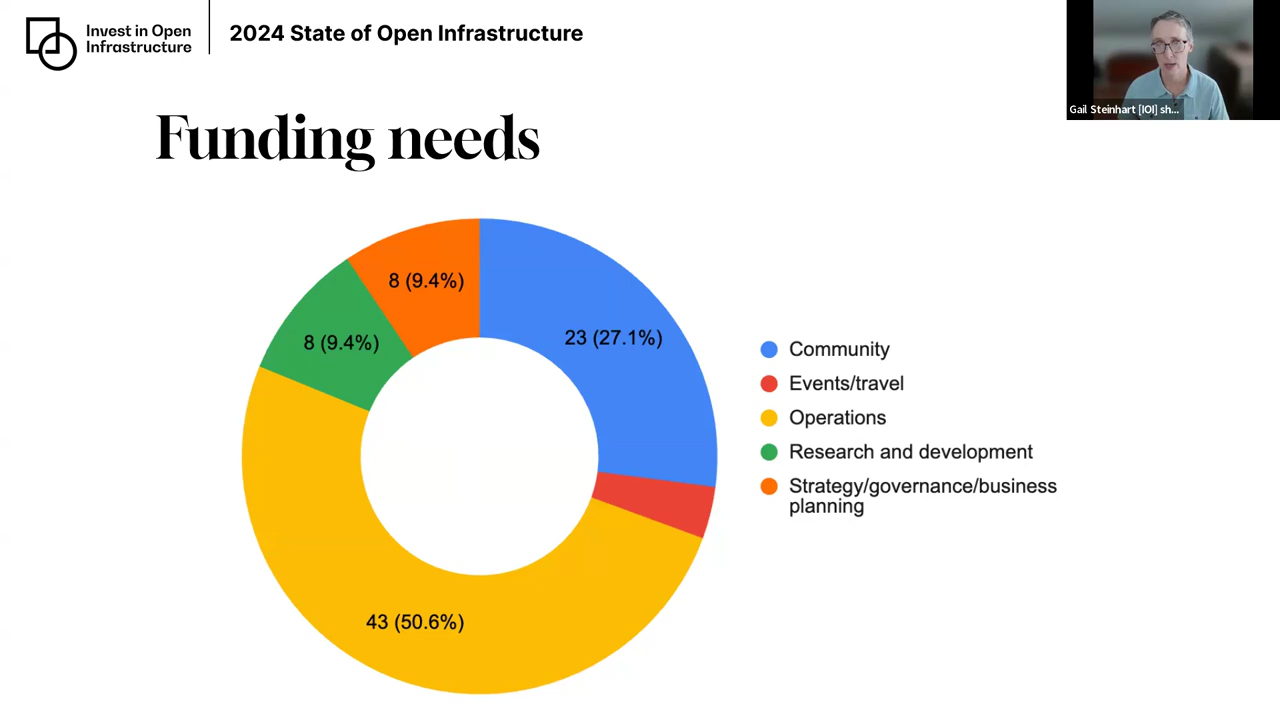 Invest in Open
Infrastructure
2024 State of Open Infrastructure
Gail Steinhart [IOI] sh...
Funding needs
8 (9.4%)
23 (27.1%)
8 (9.4%)
43 (50.6%)
Community
Events/travel
Operations
Research and development
Strategy/governance/business
planning